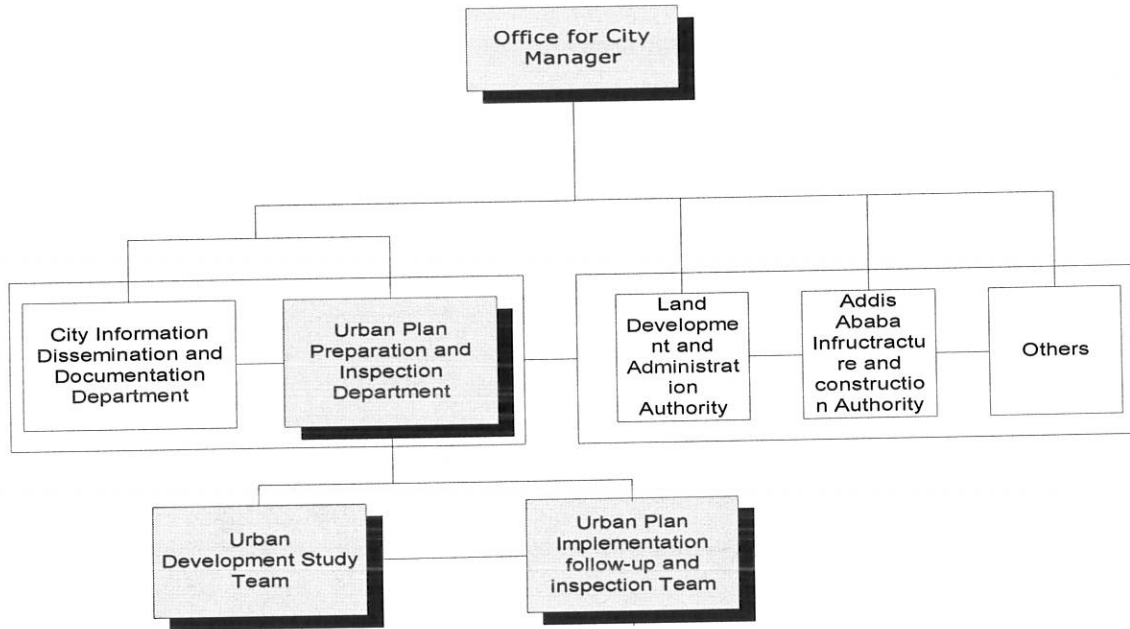 Office for City
Manager
City Information
Dissemination and
Documentation
Department
Urban Plan
Preparation and
Inspection
Department
Land
Developme
nt and
Administrat
ion
Authority
Addis
Ababa
Infructractu
re and
constructio
n Authority
Others
Urban
Development Study
Team
Urban Plan
Implementation
follow-up and
inspection Team